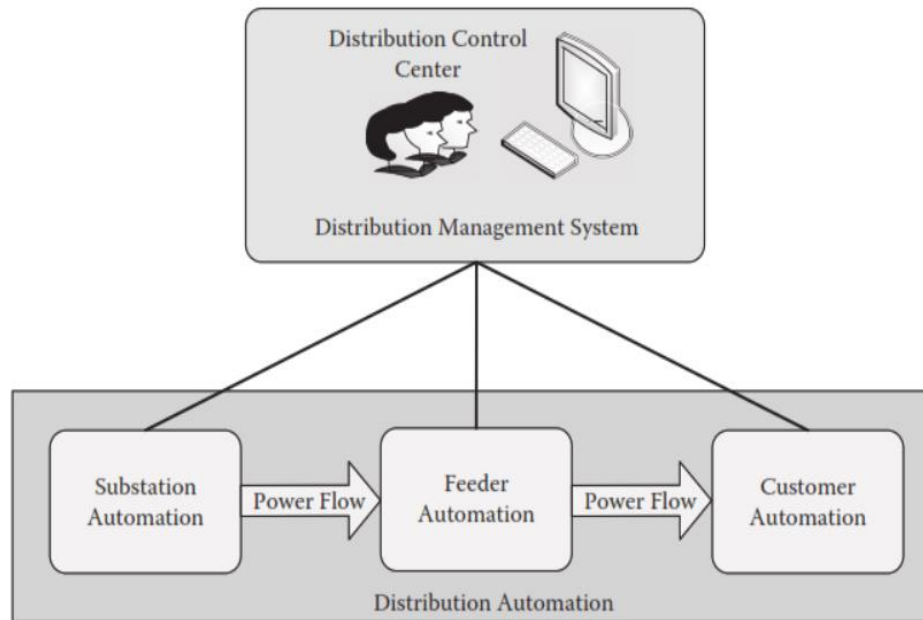 Distribution Control
Center
Distribution Management System
Substation
Automation
Power Flow
Feeder
Automation
Power Flow
Customer
Automation
Distribution Automation